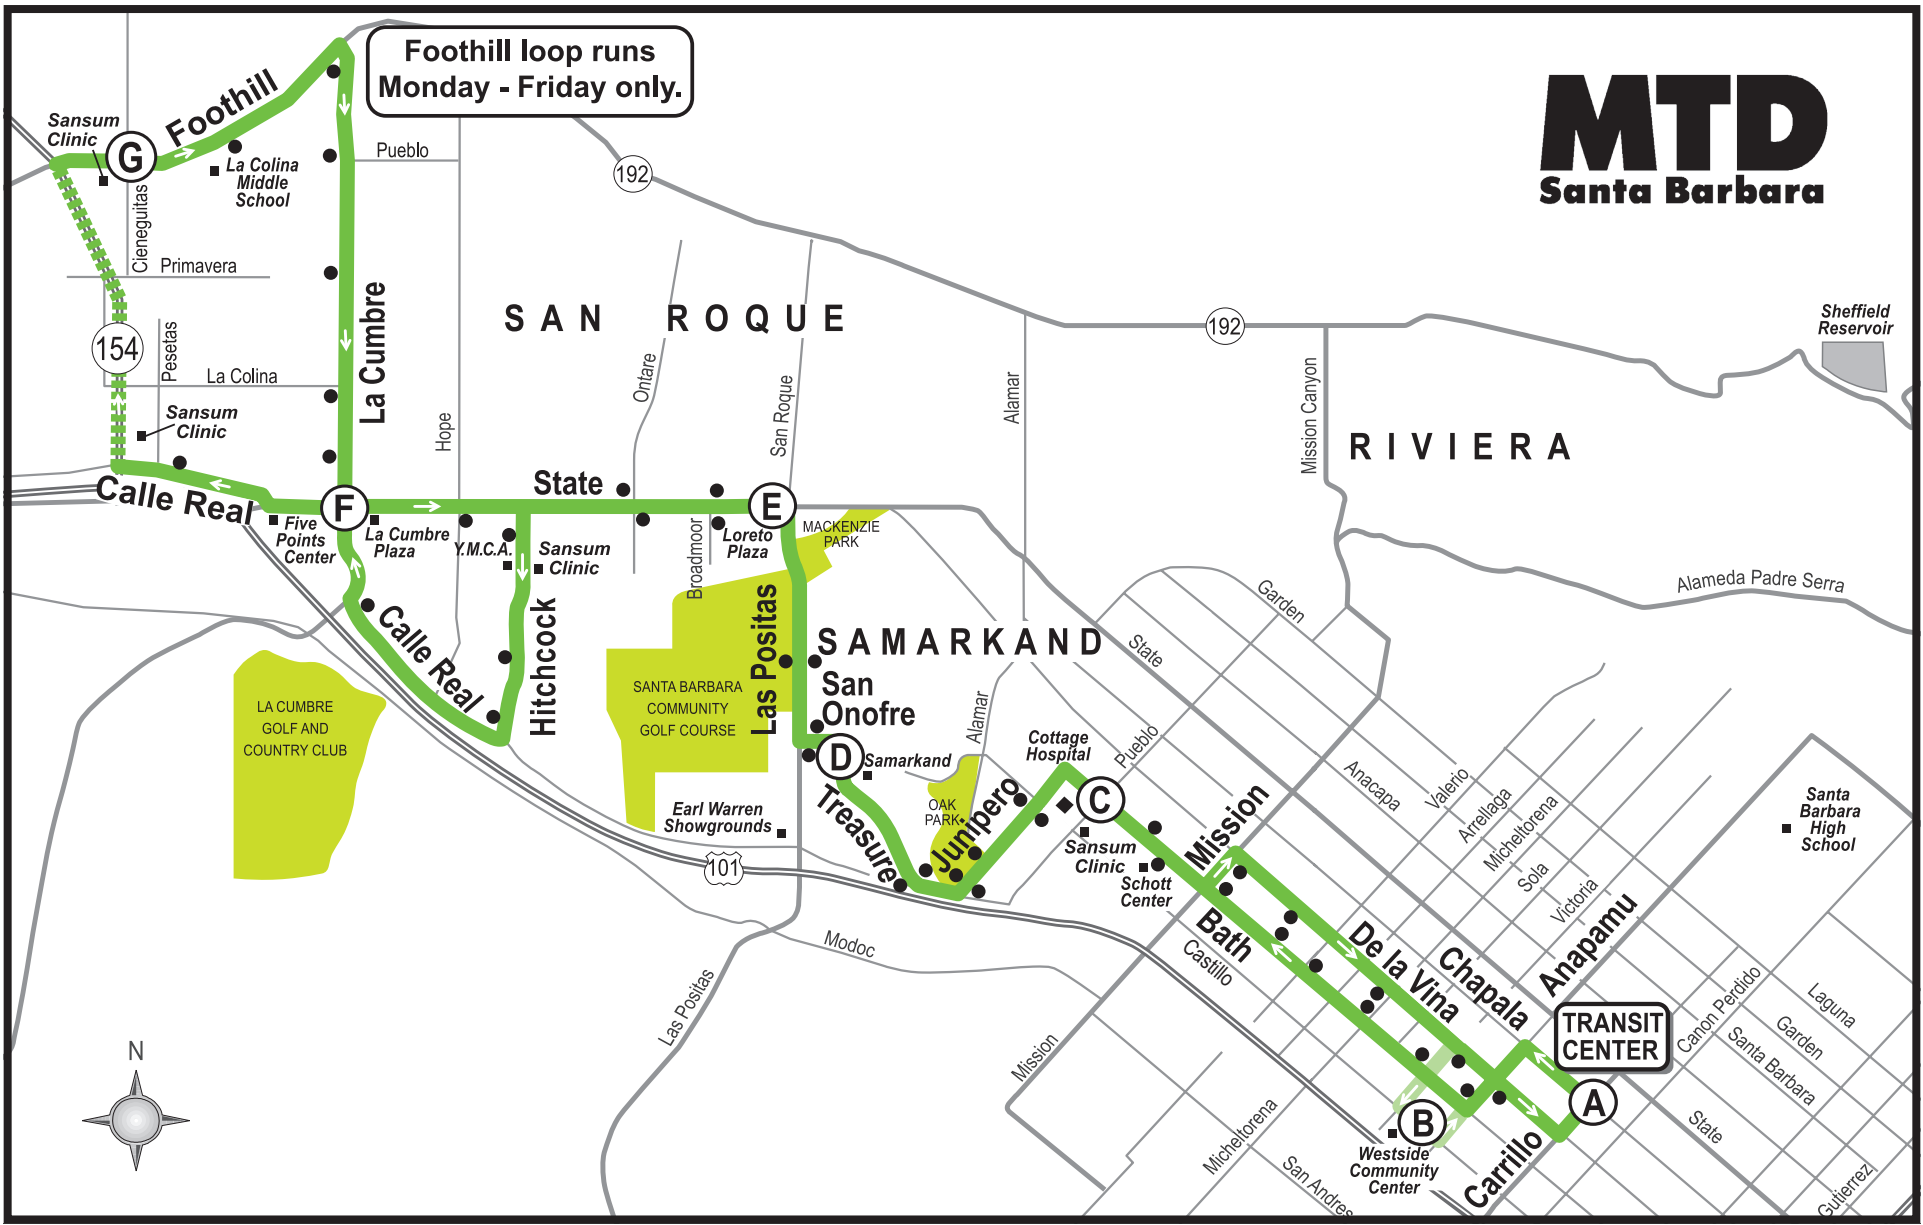 Foothill loop runs
Monday - Friday only.
MTD
Santa Barbara
Sansum
Clinic
G
Foothill
La Colina
Middle
School
Pueblo
192
Cieneguitas
Primavera
154
Pesetas
La Colina
La Cumbre
Sansum
Clinic
Hope
SAN ROQUE
Ontare
San Roque
Alamar
192
Mission Canyon
Sheffield
Reservoir
RIVIERA
Calle Real
Five
Points
Center
F
La Cumbre
Plaza
State
Y.M.C.A.
Sansum
Clinic
Broadmoor
Loreto
Plaza
E
MACKENZIE
PARK
Alameda Padre Serra
Garden
State
Calle Real
Hitchcock
Las Positas
SAMARKAND
San
Onofre
SANTA BARBARA
COMMUNITY
GOLF COURSE
LA CUMBRE
GOLF AND
COUNTRY CLUB
D
Samarkand
Alamar
Cottage
Hospital
Pueblo
C
Treasure
OAK
PARK
Junipero
Earl Warren
Showgrounds
101
Sansum
Clinic
Schott
Center
Mission
Anacapa
Valerio
Arrellaga
Micheltorena
Sola
Victoria
Santa
Barbara
High
School
Bath
Castillo
De la Vina
Chapala
Anapamu
Modoc
Las Positas
Mission
TRANSIT
CENTER
Canon Perdido
Laguna
Garden
Santa Barbara
A
B
Westside
Community
Center
Micheltorena
San Andres
Carrillo
State
Gutierrez
N